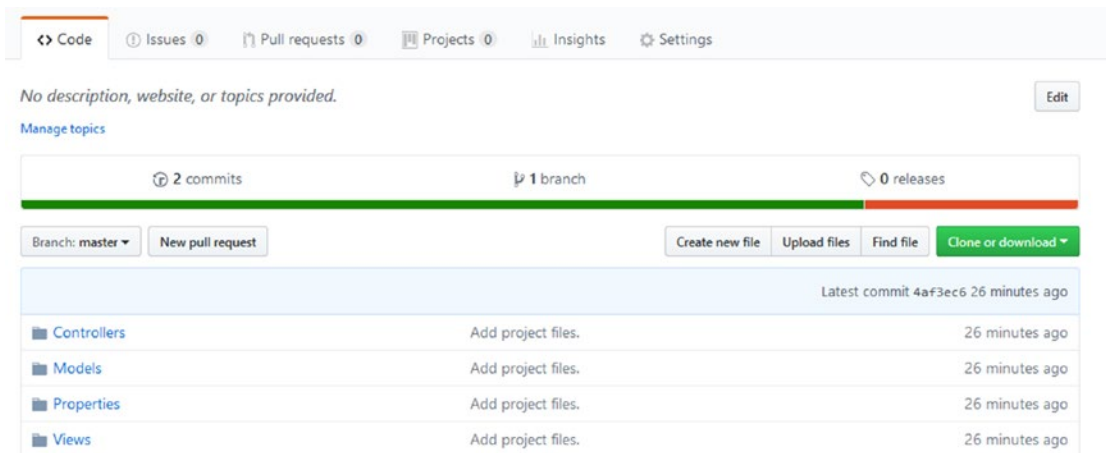 <> Code Issues 0 Pull requests 0 Projects 0 Insights Settings
No description, website, or topics provided. Edit
Manage topics
2 commits 1 branch 0 releases
Branch: master New pull request Create new file Upload files Find file Clone or download
Latest commit 4af3ec6 26 minutes ago
Controllers Add project files. 26 minutes ago
Models Add project files. 26 minutes ago
Properties Add project files. 26 minutes ago
Views Add project files. 26 minutes ago